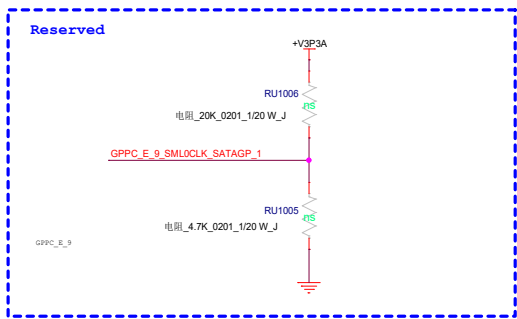 Reserved
+V3P3A
RU1006
nS
电阻_20K_0201_1/20 W_J
GPPC_E_9_SML0CLK_SATAGP_1
RU1005
nS
电阻_4.7K_0201_1/20 W_J
GPPC_E_9